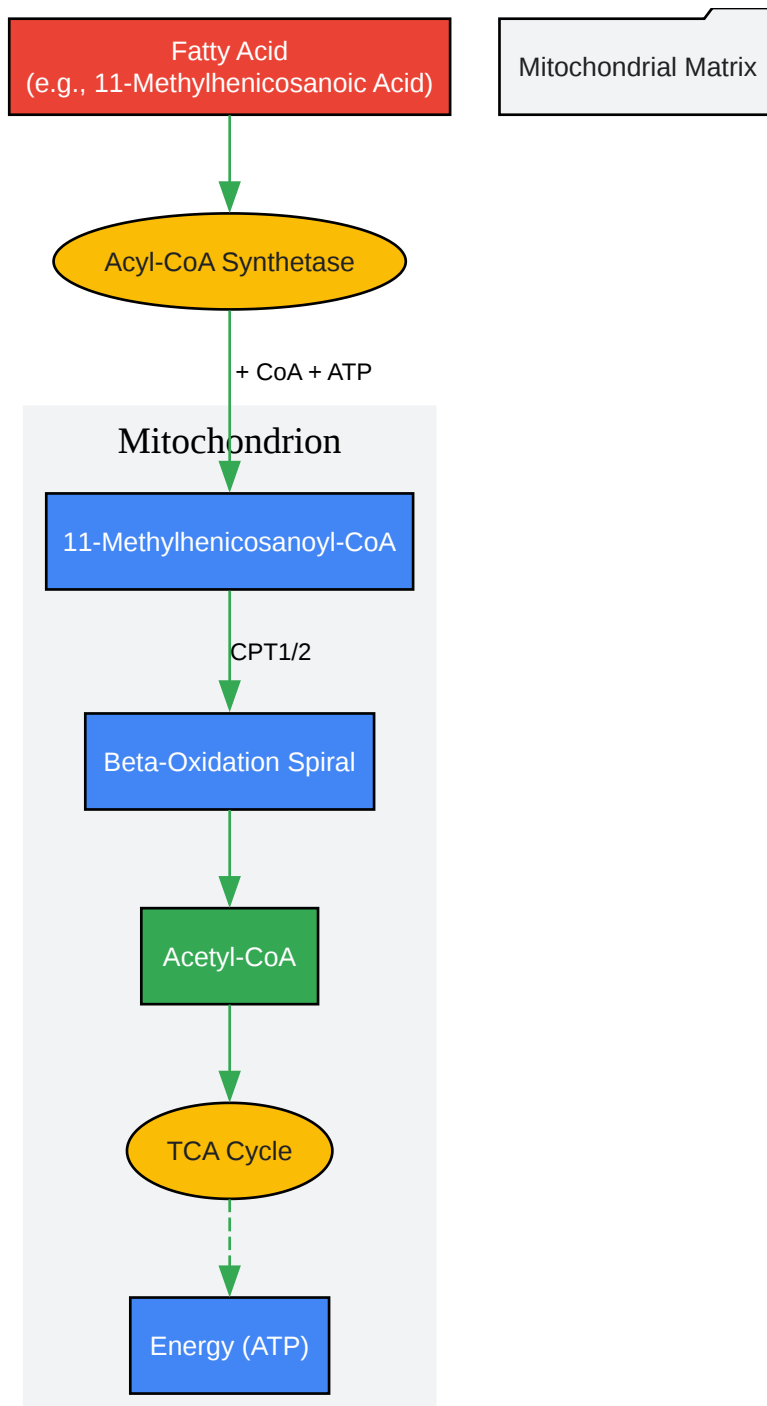 Fatty Acid
(e.g., 11-Methylhenicosanoic Acid)
Mitochondrial Matrix
Acyl-CoA Synthetase
+ CoA + ATP
Mitochondrion
11-Methylhenicosanoyl-CoA
CPT1/2
Beta-Oxidation Spiral
Acetyl-CoA
TCA Cycle
Energy (ATP)